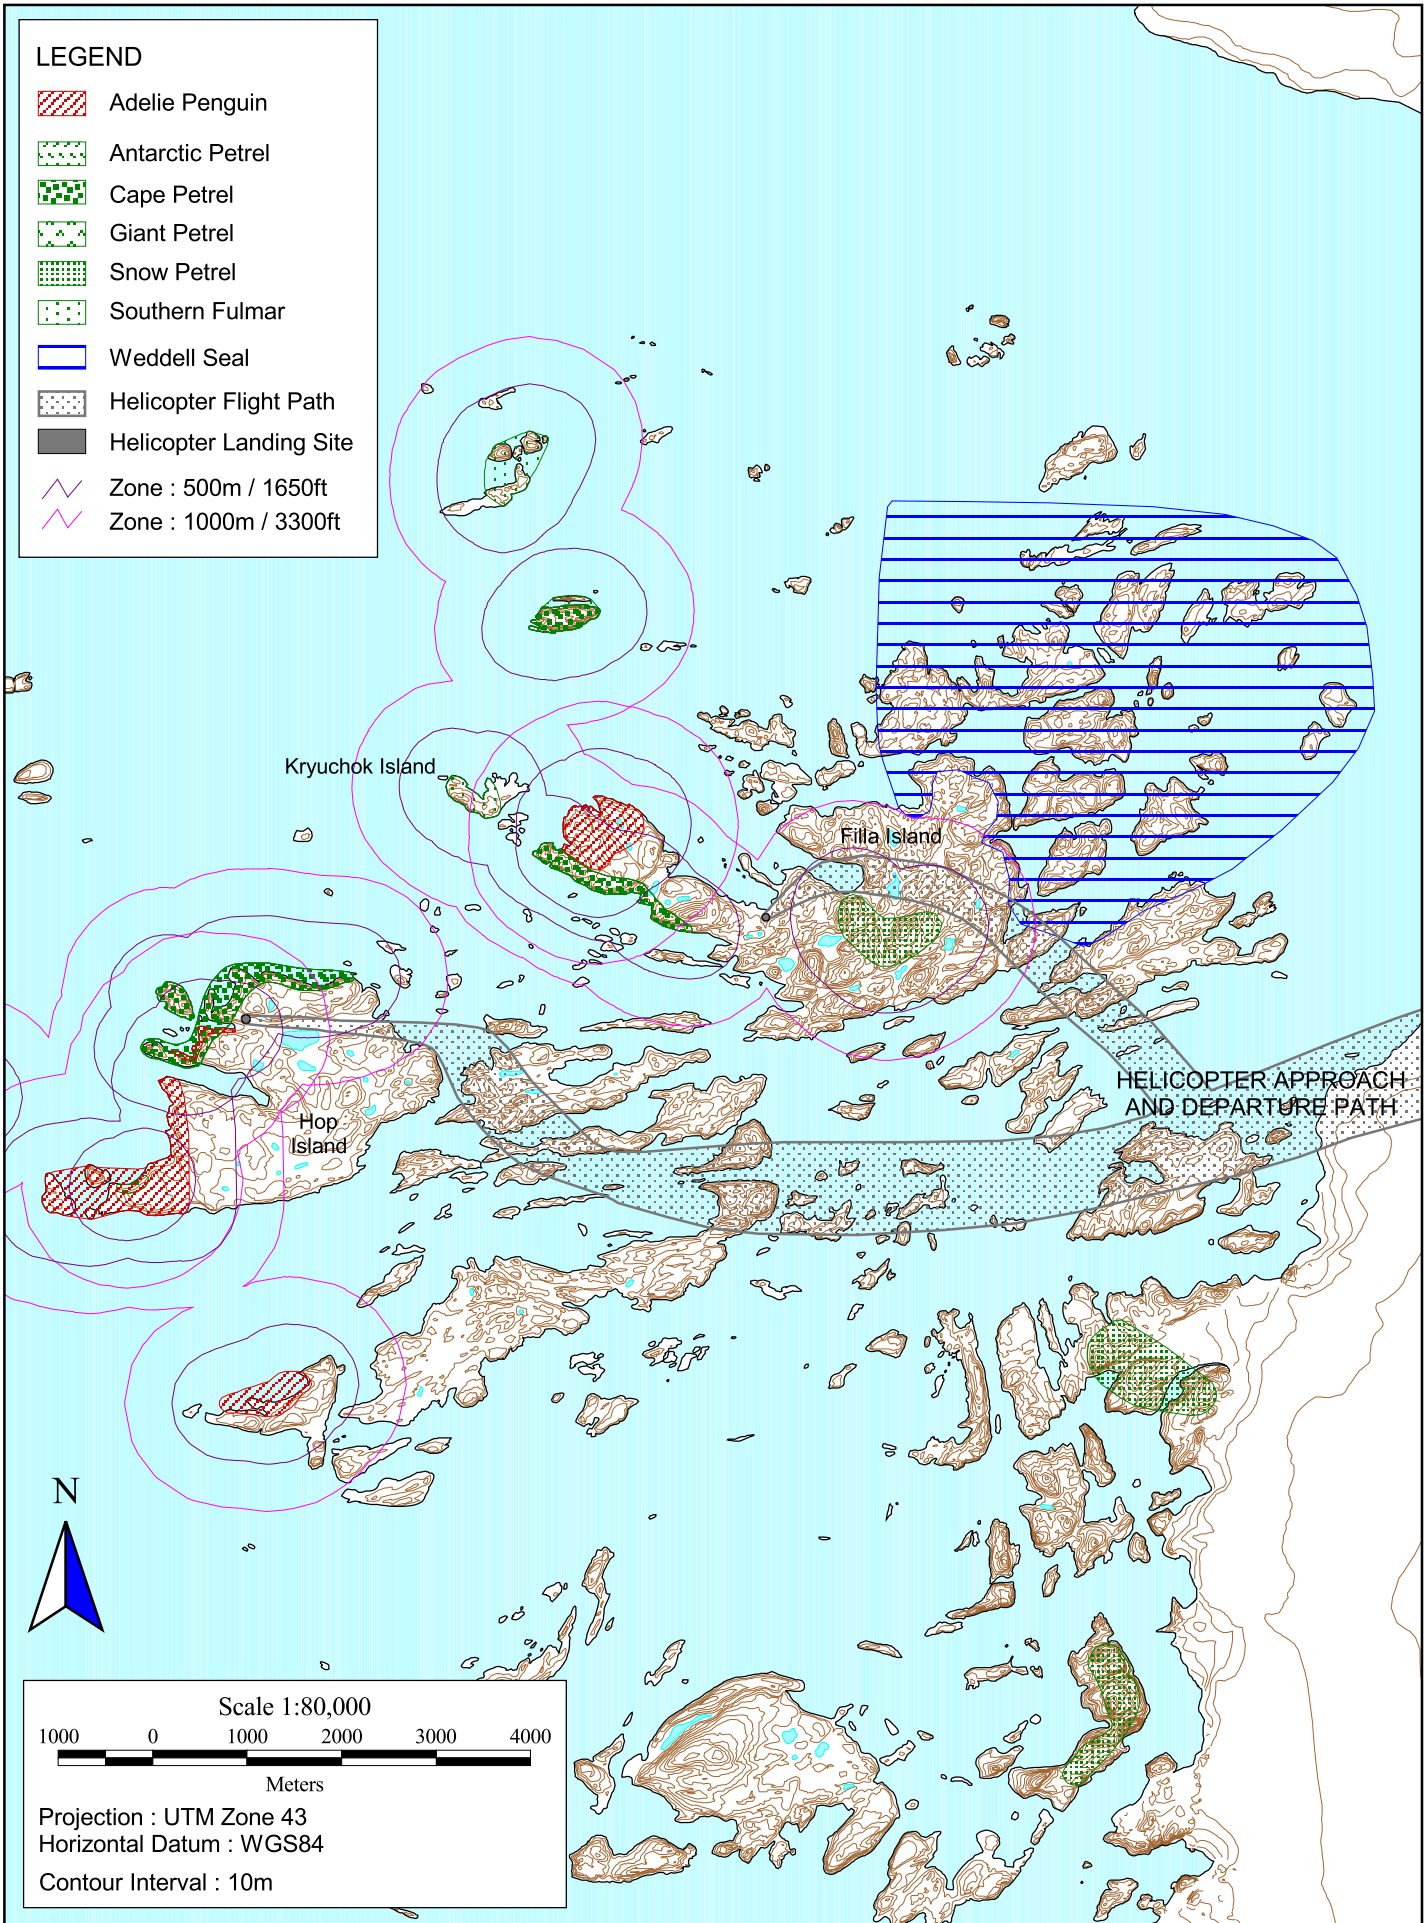 LEGEND
Adelie Penguin
Antarctic Petrel
Cape Petrel
Giant Petrel
Snow Petrel
Southern Fulmar
Weddell Seal
Helicopter Flight Path
Helicopter Landing Site
Zone : 500m / 1650ft
Zone : 1000m / 3300ft
Kryuchok Island
Filla Island
HELICOPTER APPROACH
AND DEPARTURE PATH
Hop
Island
N
Scale 1:80,000
1000 0 1000 2000 3000 4000
Meters
Projection : UTM Zone 43
Horizontal Datum : WGS84
Contour Interval : 10m